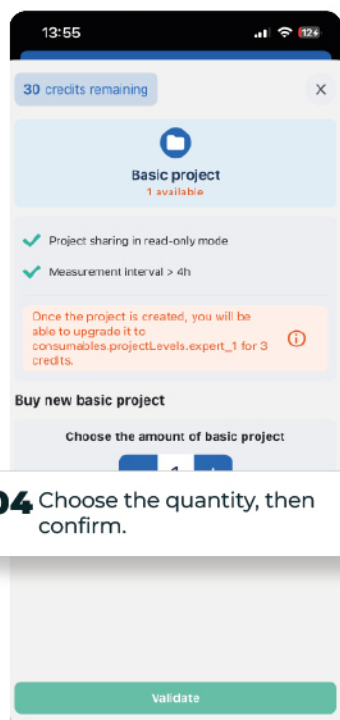 13:55
12+
30 credits remaining
X
Basic project
1 available
Project sharing in read-only mode
Measurement interval > 4h
Once the project is created, you will be
able to upgrade it to
consumables.projectLevels.expert_1 for 3
credits.
Buy new basic project
Choose the amount of basic project
- 1 +
04 Choose the quantity, then
confirm.
Validate